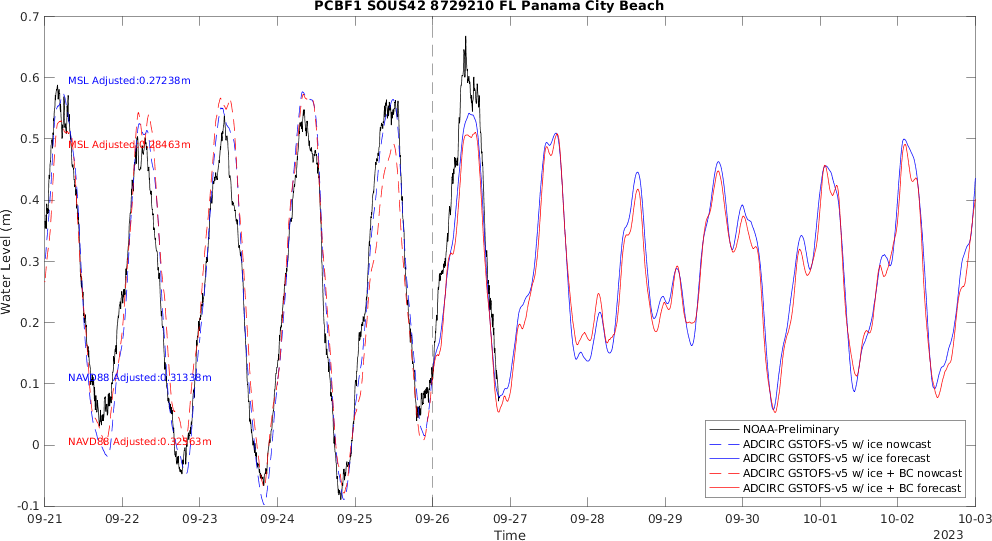 PCBF1 SOUS42 8729210 FL Panama City Beach
0.7
0.6
0.5
0.4
0.3
0.2
0.1
0
-0.1
Water Level (m)
MSL Adjusted:0.27238m
MSL Adjusted:0.28463m
NAVD88 Adjusted:0.31338m
NAVD88 Adjusted:0.32563m
NOAA-Preliminary
ADCIRC GSTOFS-v5 w/ ice nowcast
ADCIRC GSTOFS-v5 w/ ice forecast
ADCIRC GSTOFS-v5 w/ ice + BC nowcast
ADCIRC GSTOFS-v5 w/ ice + BC forecast
09-21 09-22 09-23 09-24 09-25 09-26 09-27 09-28 09-29 09-30 10-01 10-02 10-03
Time
2023